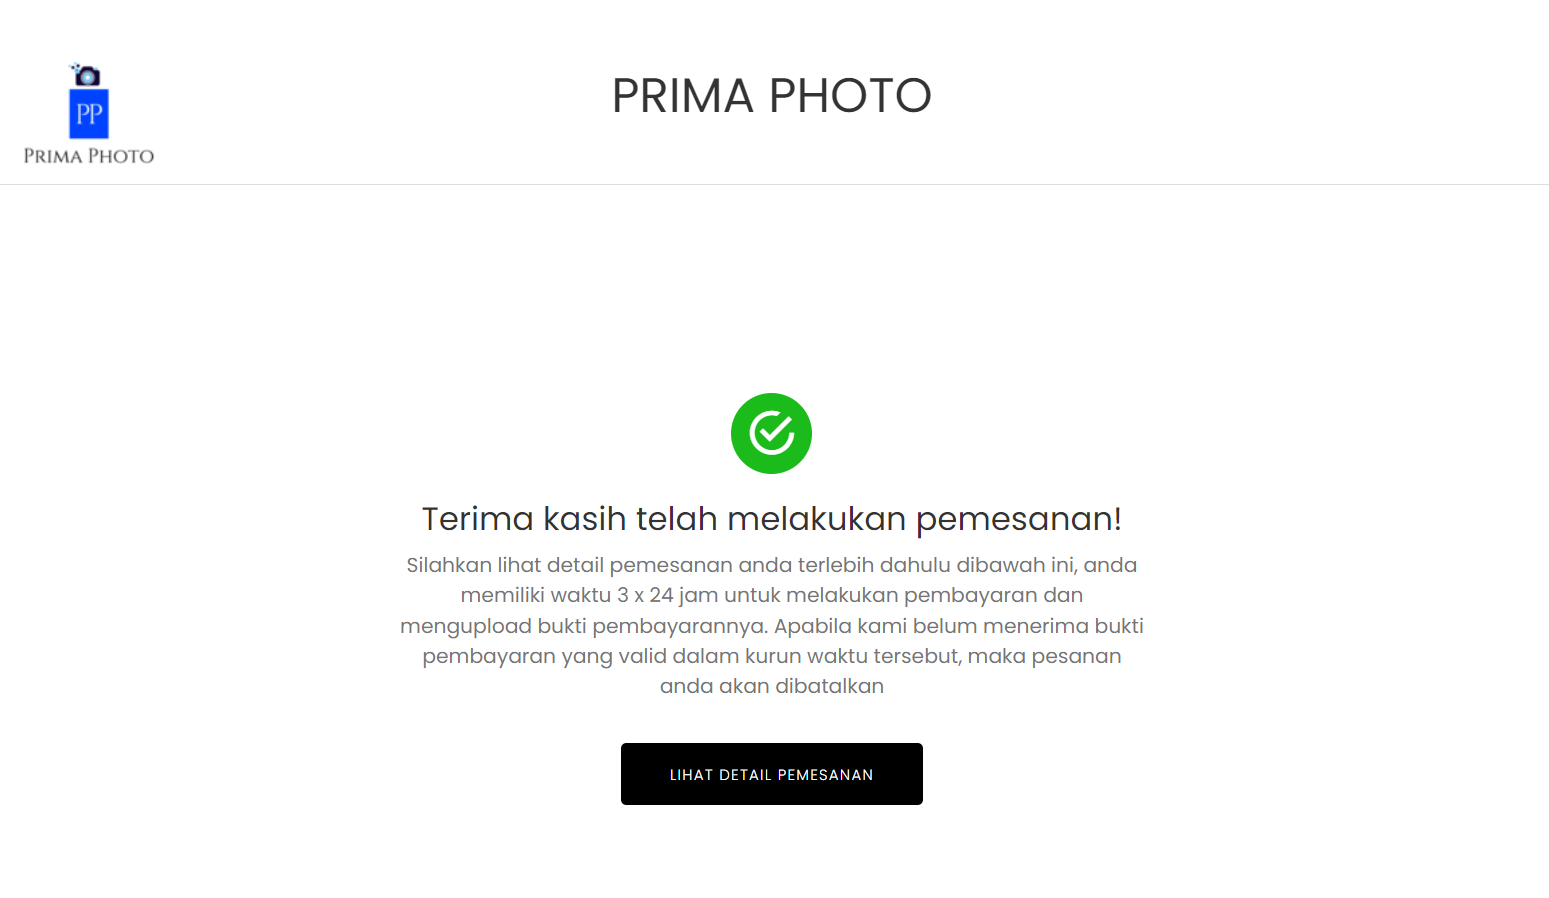 PP
PRIMA PHOTO
PRIMA PHOTO
Terima kasih telah melakukan pemesanan!
Silahkan lihat detail pemesanan anda terlebih dahulu dibawah ini, anda
memiliki waktu 3 x 24 jam untuk melakukan pembayaran dan
mengupload bukti pembayarannya. Apabila kami belum menerima bukti
pembayaran yang valid dalam kurun waktu tersebut, maka pesanan
anda akan dibatalkan
LIHAT DETAIL PEMESANAN